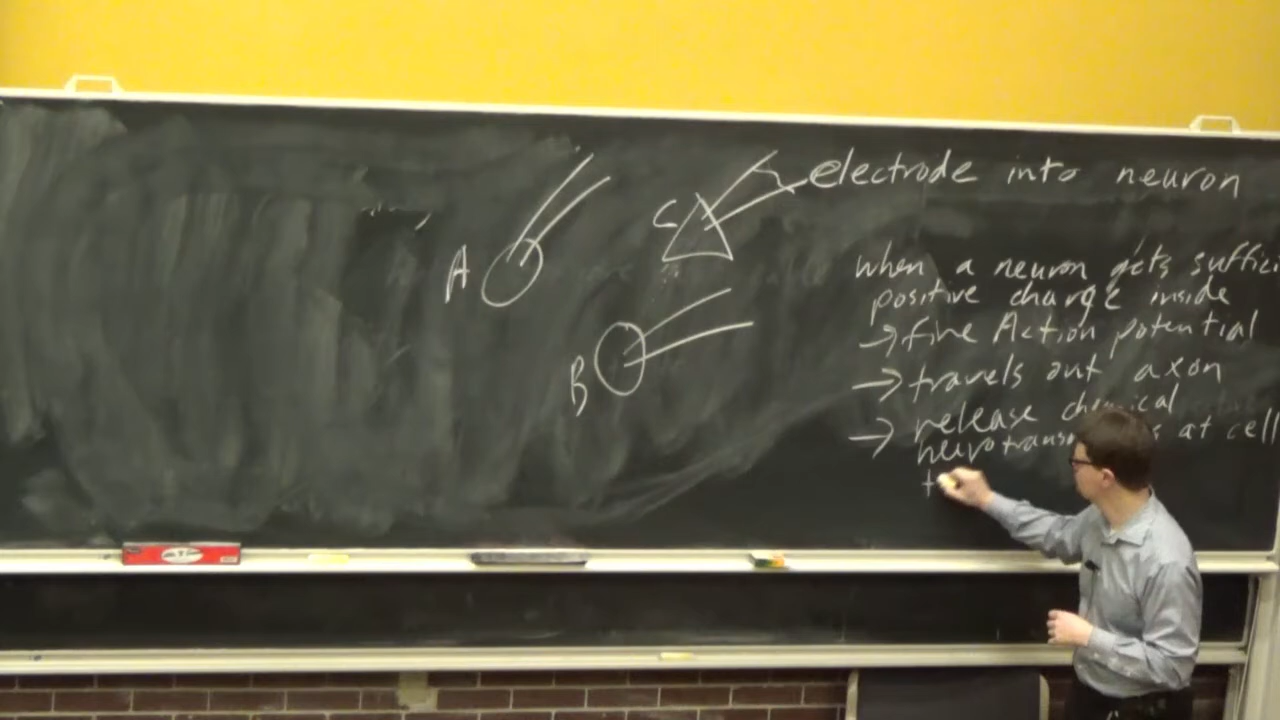 A
C
electrode into neuron
B
when a neuron gets suffici
positive charge inside
→ fire Action potential
→ travels out axon
→ release chemical
at cell
t